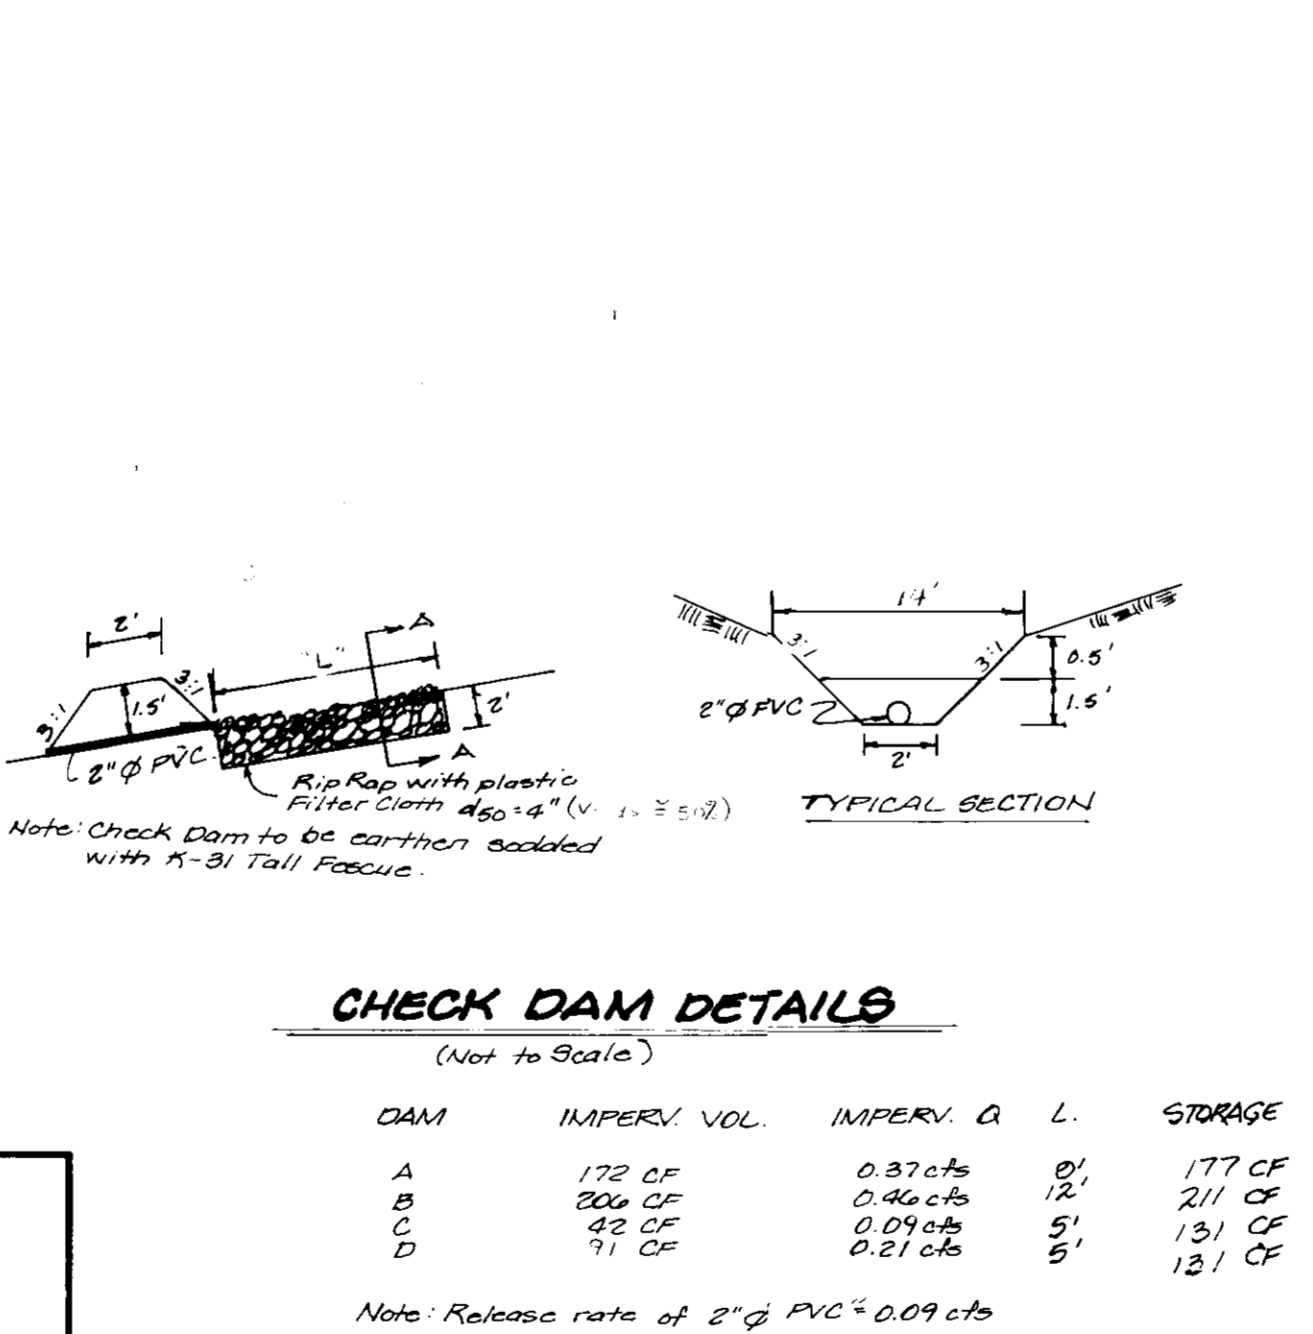 2'
"L"
A
3:1
1.5'
3:1
2'
2" Ø PVC
A
Rip Rap with plastic
Filter Cloth d50 = 4" ( ≅ 50%)
Note: Check Dam to be earthen sodded
with K-31 Tall Fescue.
14'
3:1
3:1
0.5'
1.5'
2" Ø PVC
2'
TYPICAL SECTION
CHECK DAM DETAILS
(Not to Scale)
DAM IMPERV. VOL. IMPERV. Q L. STORAGE
A 172 CF 0.37 cfs 177 CF
B 206 CF 0.46 cfs 12' 211 CF
C 42 CF 0.09 cfs 5' 131 CF
D 91 CF 0.21 cfs 5' 131 CF
Note: Release rate of 2" Ø PVC = 0.09 cfs